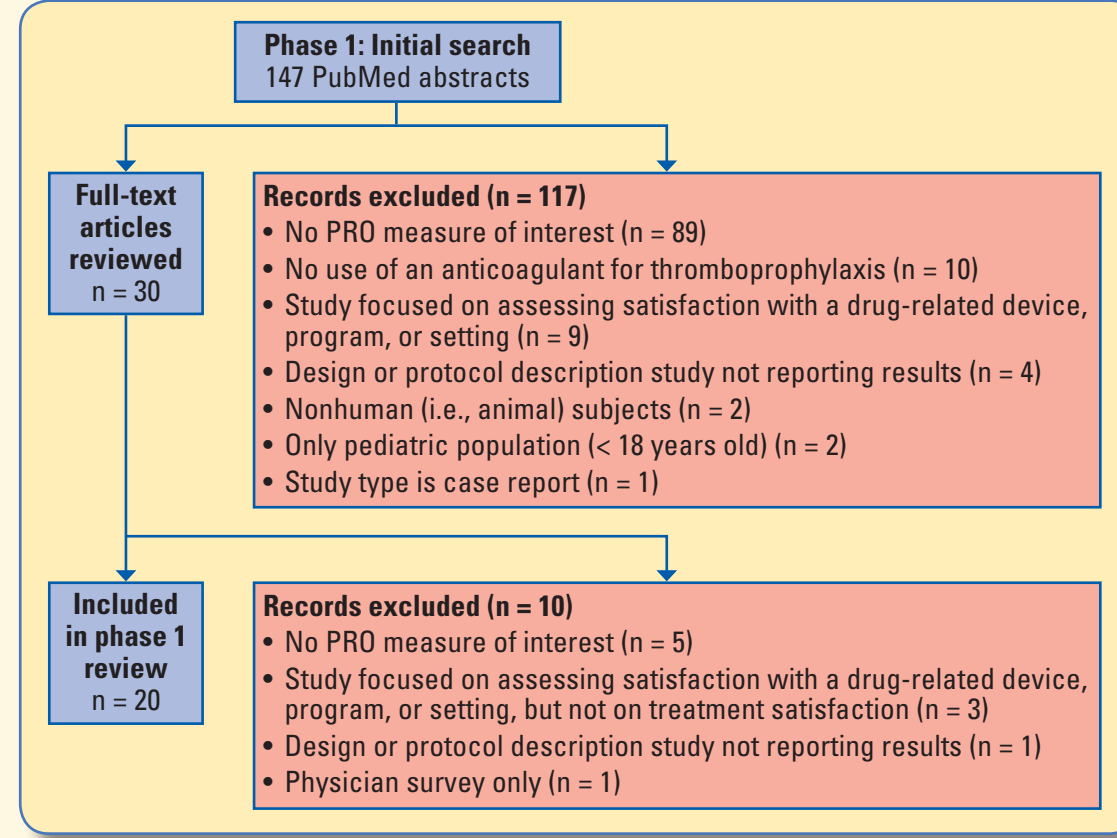 Phase 1: Initial search
147 PubMed abstracts
Full-text
articles
reviewed
n = 30
Records excluded (n = 117)
• No PRO measure of interest (n = 89)
• No use of an anticoagulant for thromboprophylaxis (n = 10)
• Study focused on assessing satisfaction with a drug-related device,
program, or setting (n = 9)
• Design or protocol description study not reporting results (n = 4)
• Nonhuman (i.e., animal) subjects (n = 2)
• Only pediatric population (< 18 years old) (n = 2)
• Study type is case report (n = 1)
Included
in phase 1
review
n = 20
Records excluded (n = 10)
• No PRO measure of interest (n = 5)
• Study focused on assessing satisfaction with a drug-related device,
program, or setting, but not on treatment satisfaction (n = 3)
• Design or protocol description study not reporting results (n = 1)
• Physician survey only (n = 1)